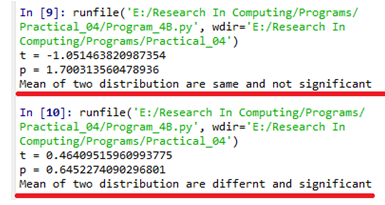 In [9]: runfile('E:/Research In Computing/Programs/
Practical_04/Program_4B.py', wdir='E:/Research In
Computing/Programs/Practical_04')
t = -1.051463820987354
p = 1.700313560478936
Mean of two distribution are same and not significant
In [10]: runfile('E:/Research In Computing/Programs/
Practical_04/Program_4B.py', wdir='E:/Research In
Computing/Programs/Practical_04')
t = 0.46409515960993775
p = 0.6452274090296801
Mean of two distribution are differnt and significant